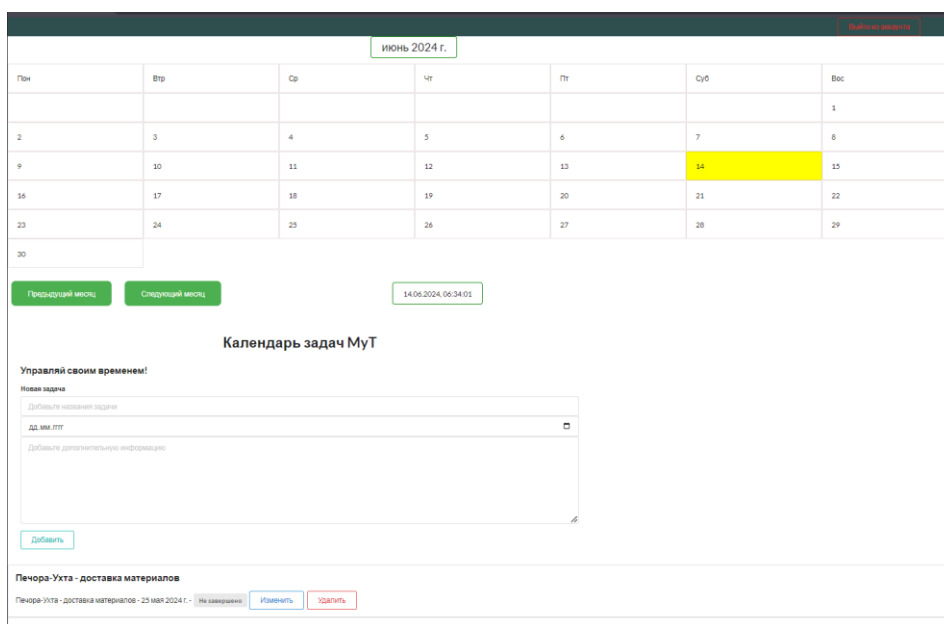 Выйти из аккаунта
июнь 2024 г.
Пон Втр Ср Чт Пт Суб Вос
1
2 3 4 5 6 7 8
9 10 11 12 13 14 15
16 17 18 19 20 21 22
23 24 25 26 27 28 29
30
Предыдущий месяц Следующий месяц 14.06.2024, 06:34:01
Календарь задач МуТ
Управляй своим временем!
Новая задача
Добавьте названия задачи
дд.мм.гггг
Добавьте дополнительную информацию
Добавить
Печора-Ухта - доставка материалов
Печора-Ухта - доставка материалов - 25 мая 2024 г. - Не завершено Изменить Удалить